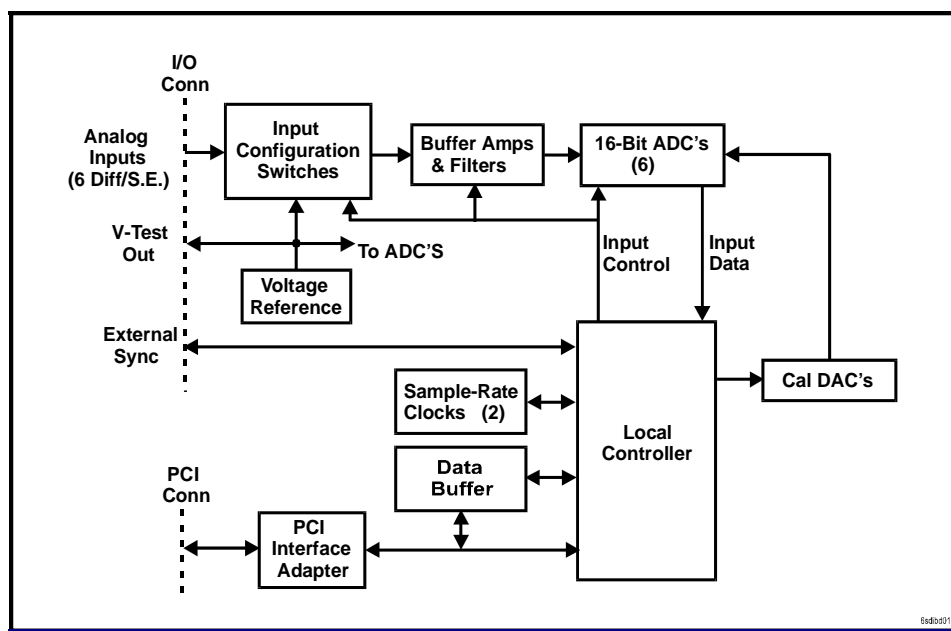 I/O
Conn
Analog
Inputs
(6 Diff/S.E.)
Input
Configuration
Switches
Buffer Amps
& Filters
16-Bit ADC's
(6)
V-Test
Out
To ADC'S
Voltage
Reference
Input
Control
Input
Data
External
Sync
Sample-Rate
Clocks (2)
Local
Controller
Cal DAC's
Data
Buffer
PCI
Conn
PCI
Interface
Adapter
6sdibd01